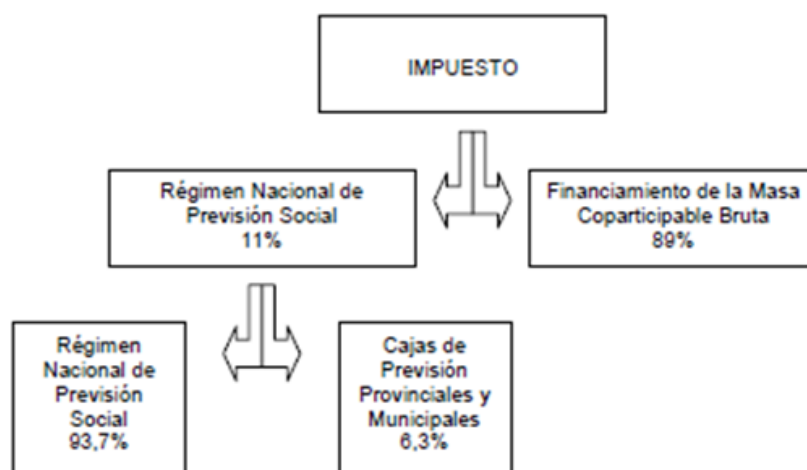 IMPUESTO
Régimen Nacional de
Previsión Social
11%
Financiamiento de la Masa
Coparticipable Bruta
89%
Régimen
Nacional de
Previsión
Social
93,7%
Cajas de
Previsión
Provinciales y
Municipales
6,3%